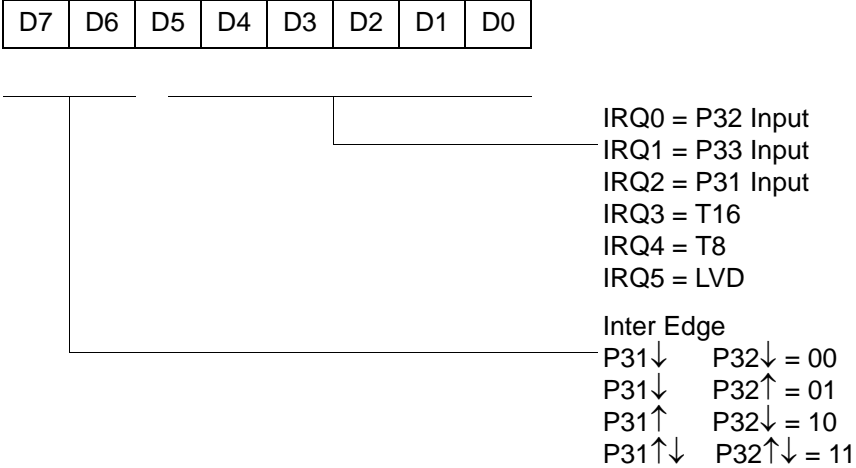 D7 D6 D5 D4 D3 D2 D1 D0
IRQ0 = P32 Input
IRQ1 = P33 Input
IRQ2 = P31 Input
IRQ3 = T16
IRQ4 = T8
IRQ5 = LVD
Inter Edge
P31↓ P32↓ = 00
P31↓ P32↑ = 01
P31↑ P32↓ = 10
P31↑↓ P32↑↓ = 11